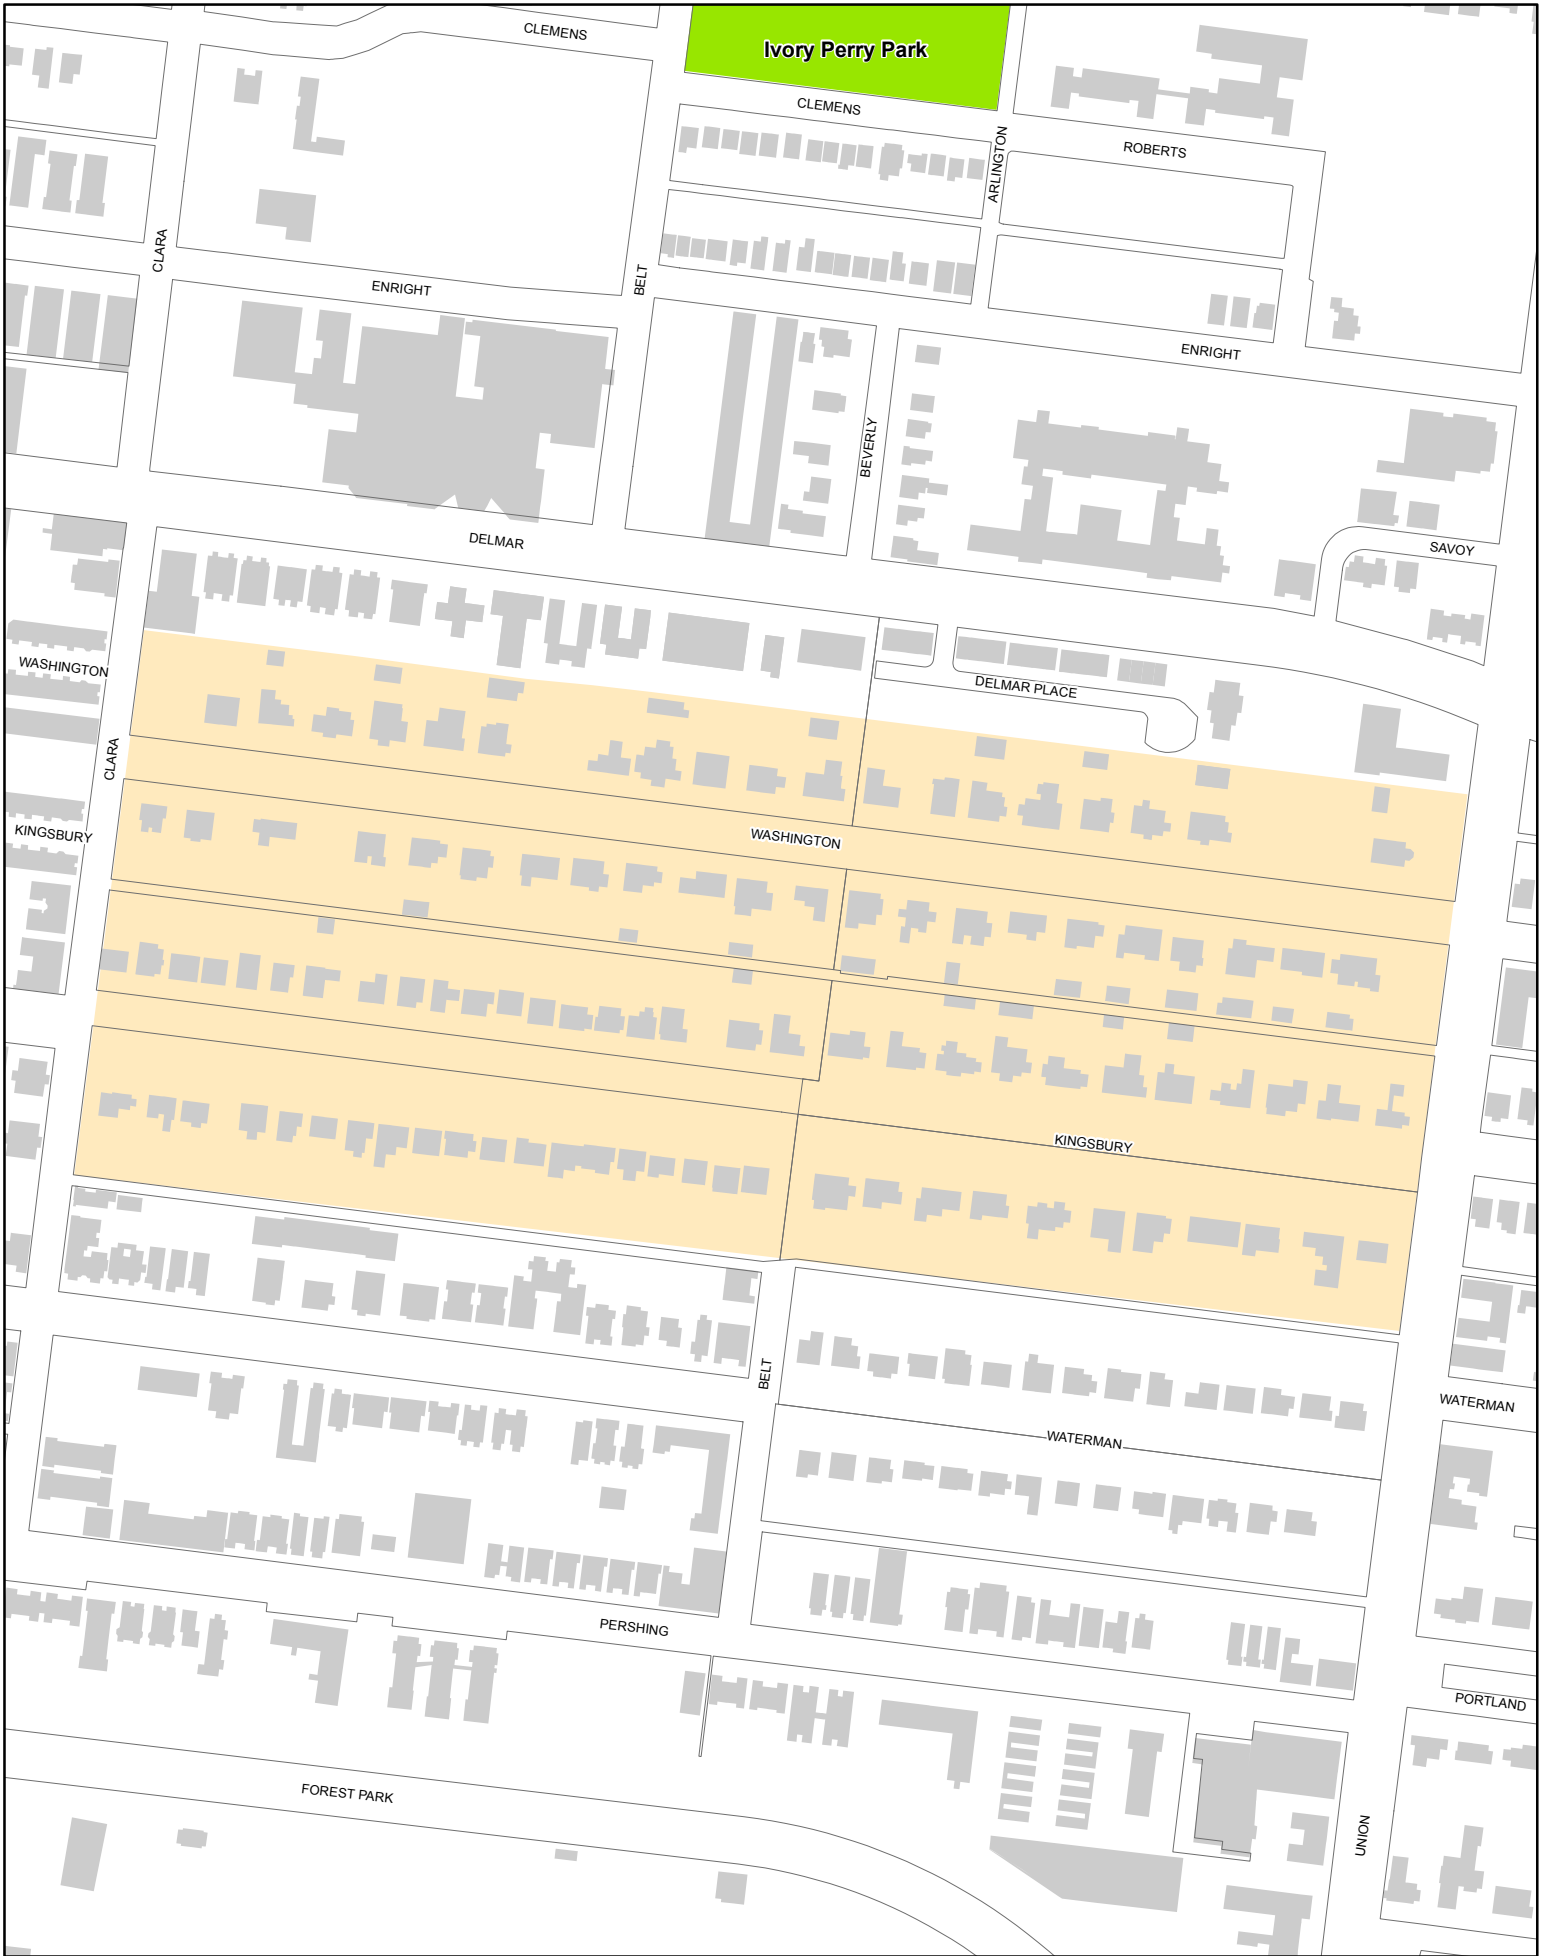 CLEMENS
Ivory Perry Park
CLEMENS
ARLINGTON
ROBERTS
CLARA
BELT
ENRIGHT
ENRIGHT
BEVERLY
DELMAR
SAVOY
WASHINGTON
DELMAR PLACE
CLARA
KINGSBURY
WASHINGTON
KINGSBURY
BELT
WATERMAN
WATERMAN
PERSHING
PORTLAND
FOREST PARK
UNION